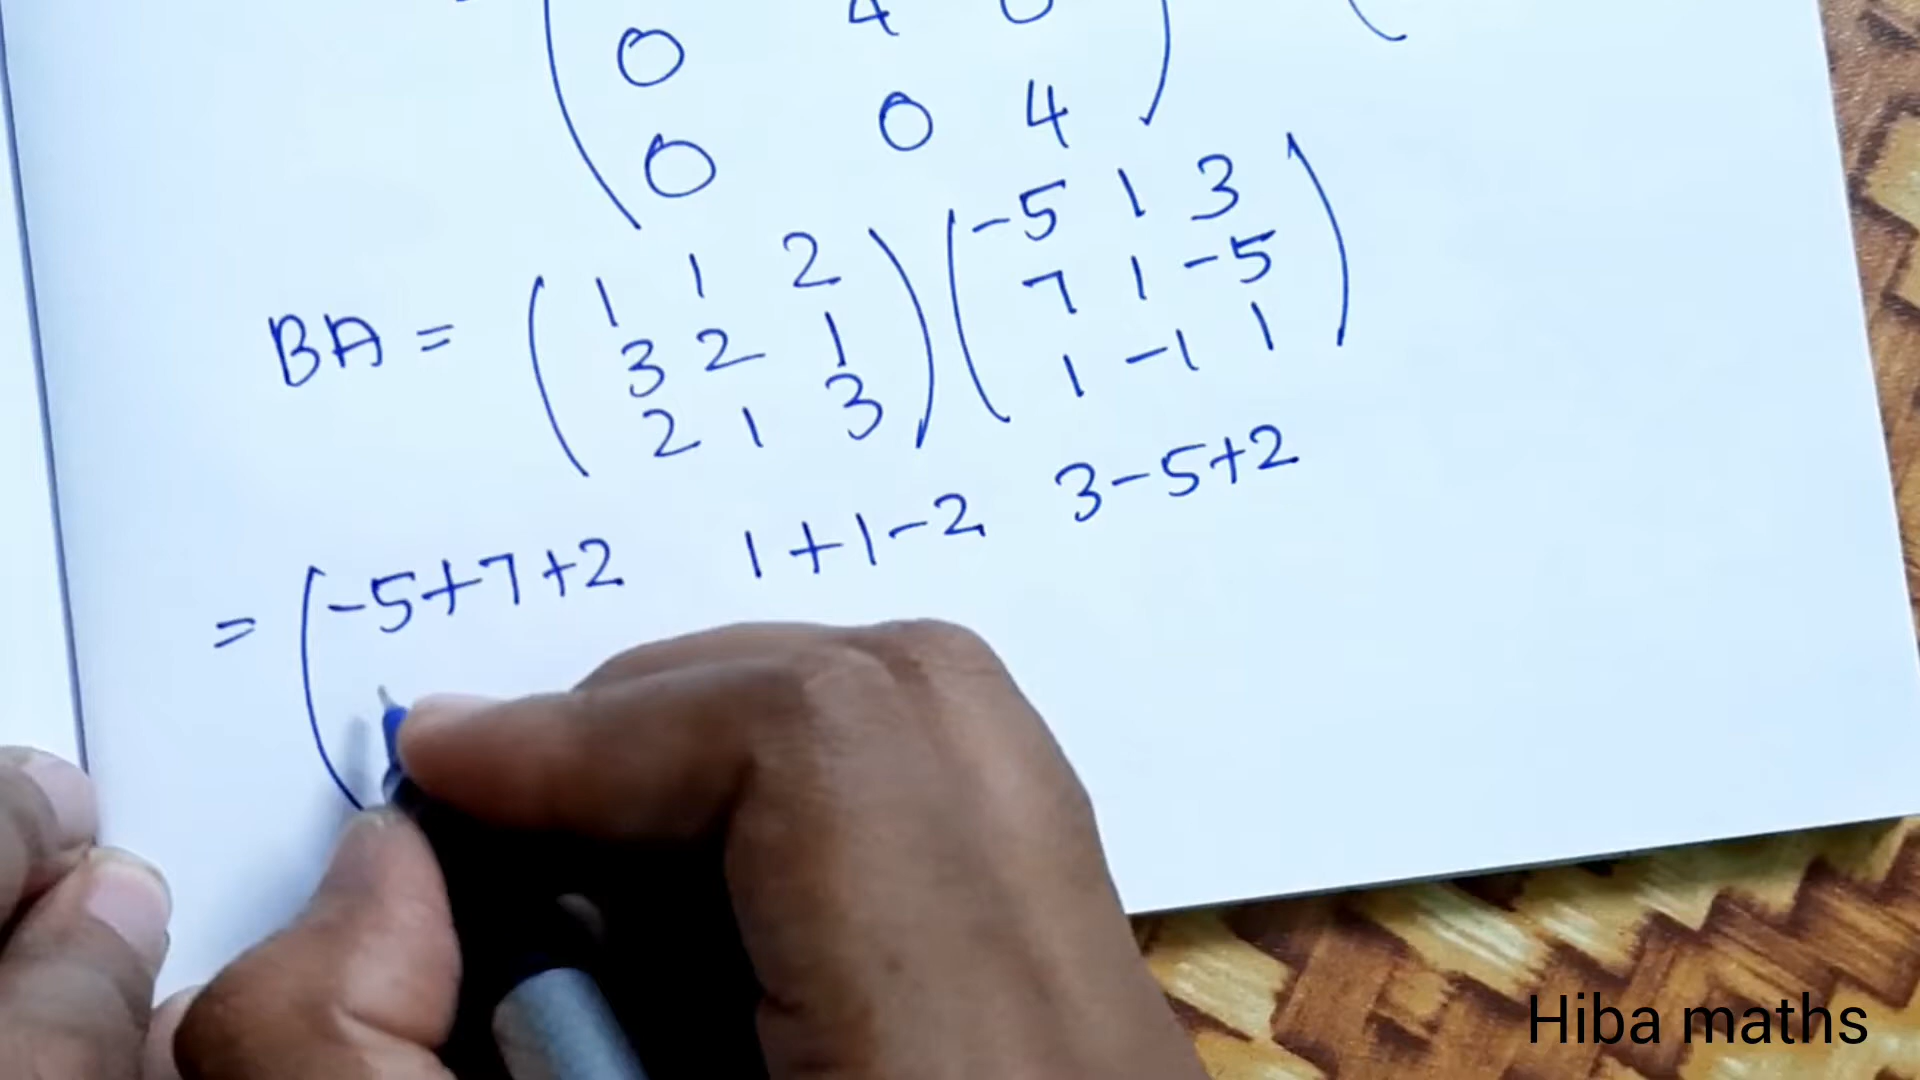 0 4 0
0 0 4
BA = ( 1 1 2 ) ( -5 1 3 )
3 2 1 7 1 -5
2 1 3 1 -1 1
= ( -5+7+2 1+1-2 3-5+2
Hiba maths